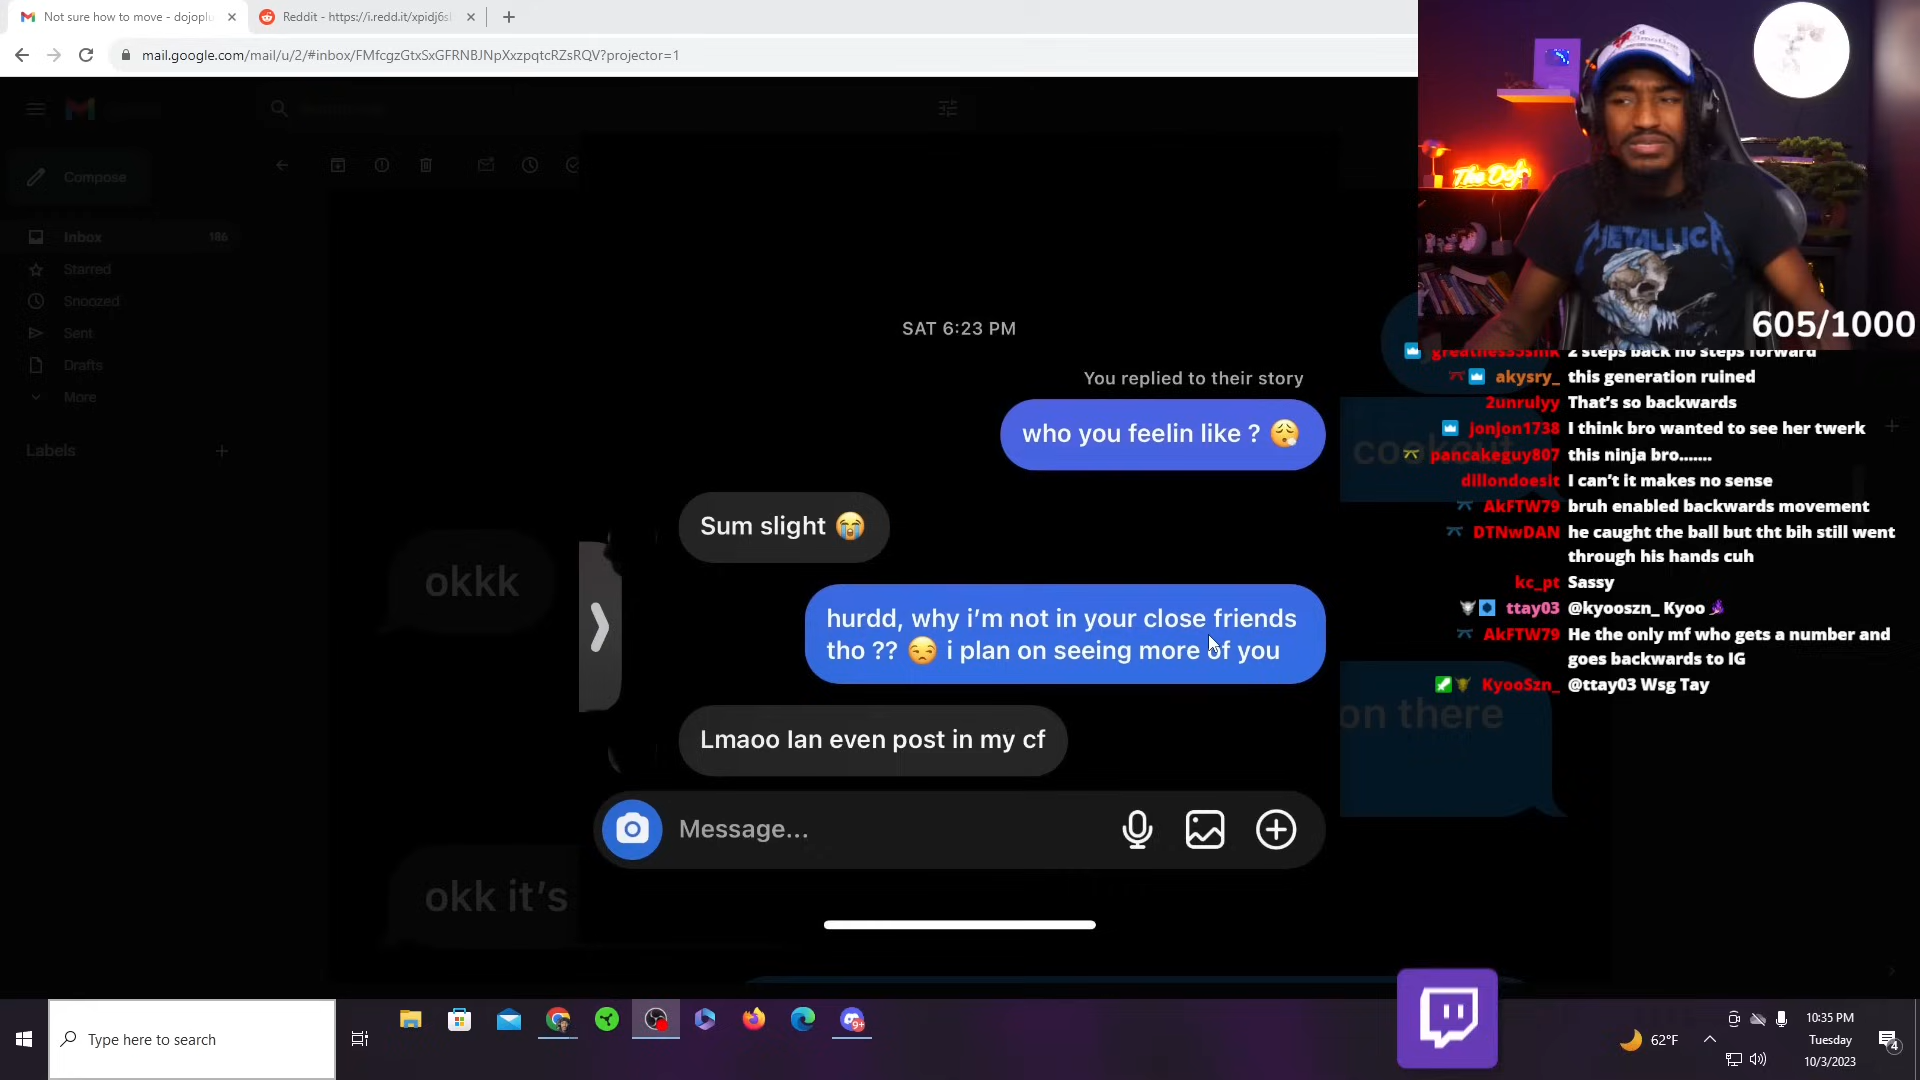 Not sure how to move - dojoplu
Reddit - https://i.redd.it/xpidj6s
mail.google.com/mail/u/2/#inbox/FMfcgzGtxSxGFRNBJNpXxzpqtcRZsRQV?projector=1
Compose
Inbox 186
Starred
Snoozed
Sent
Drafts
More
Labels
SAT 6:23 PM
You replied to their story
who you feelin like ? 😮‍💨
Sum slight 😭
hurdd, why i’m not in your close friends
tho ?? 😒 i plan on seeing more of you
Lmaoo Ian even post in my cf
Message...
okkk
okk it’s
cookout
on there
The Dojo
METALLICA
605/1000
2 steps back no steps forward
akysry_ this generation ruined
2unrulyy That’s so backwards
jonjon1738 I think bro wanted to see her twerk
pancakeguy807 this ninja bro.......
dillondoesit I can’t it makes no sense
AkFTW79 bruh enabled backwards movement
DTNwDAN he caught the ball but tht bih still went
through his hands cuh
kc_pt Sassy
ttay03 @kyooszn_ Kyoo
AkFTW79 He the only mf who gets a number and
goes backwards to IG
KyooSzn_ @ttay03 Wsg Tay
Type here to search
9+
62°F
10:35 PM
Tuesday
10/3/2023
4